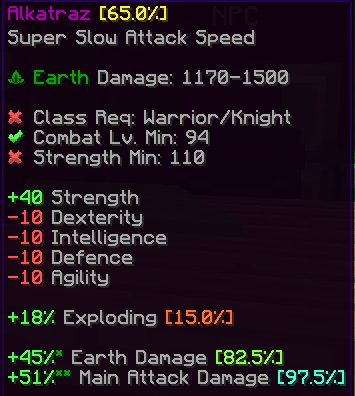 Alkatraz [65.0%]
NPC
Super Slow Attack Speed
Earth Damage: 1170-1500
✖ Class Req: Warrior/Knight
✔ Combat Lv. Min: 94
✖ Strength Min: 110
+40 Strength
-10 Dexterity
-10 Intelligence
-10 Defence
-10 Agility
+18% Exploding [15.0%]
+45%* Earth Damage [82.5%]
+51%** Main Attack Damage [97.5%]